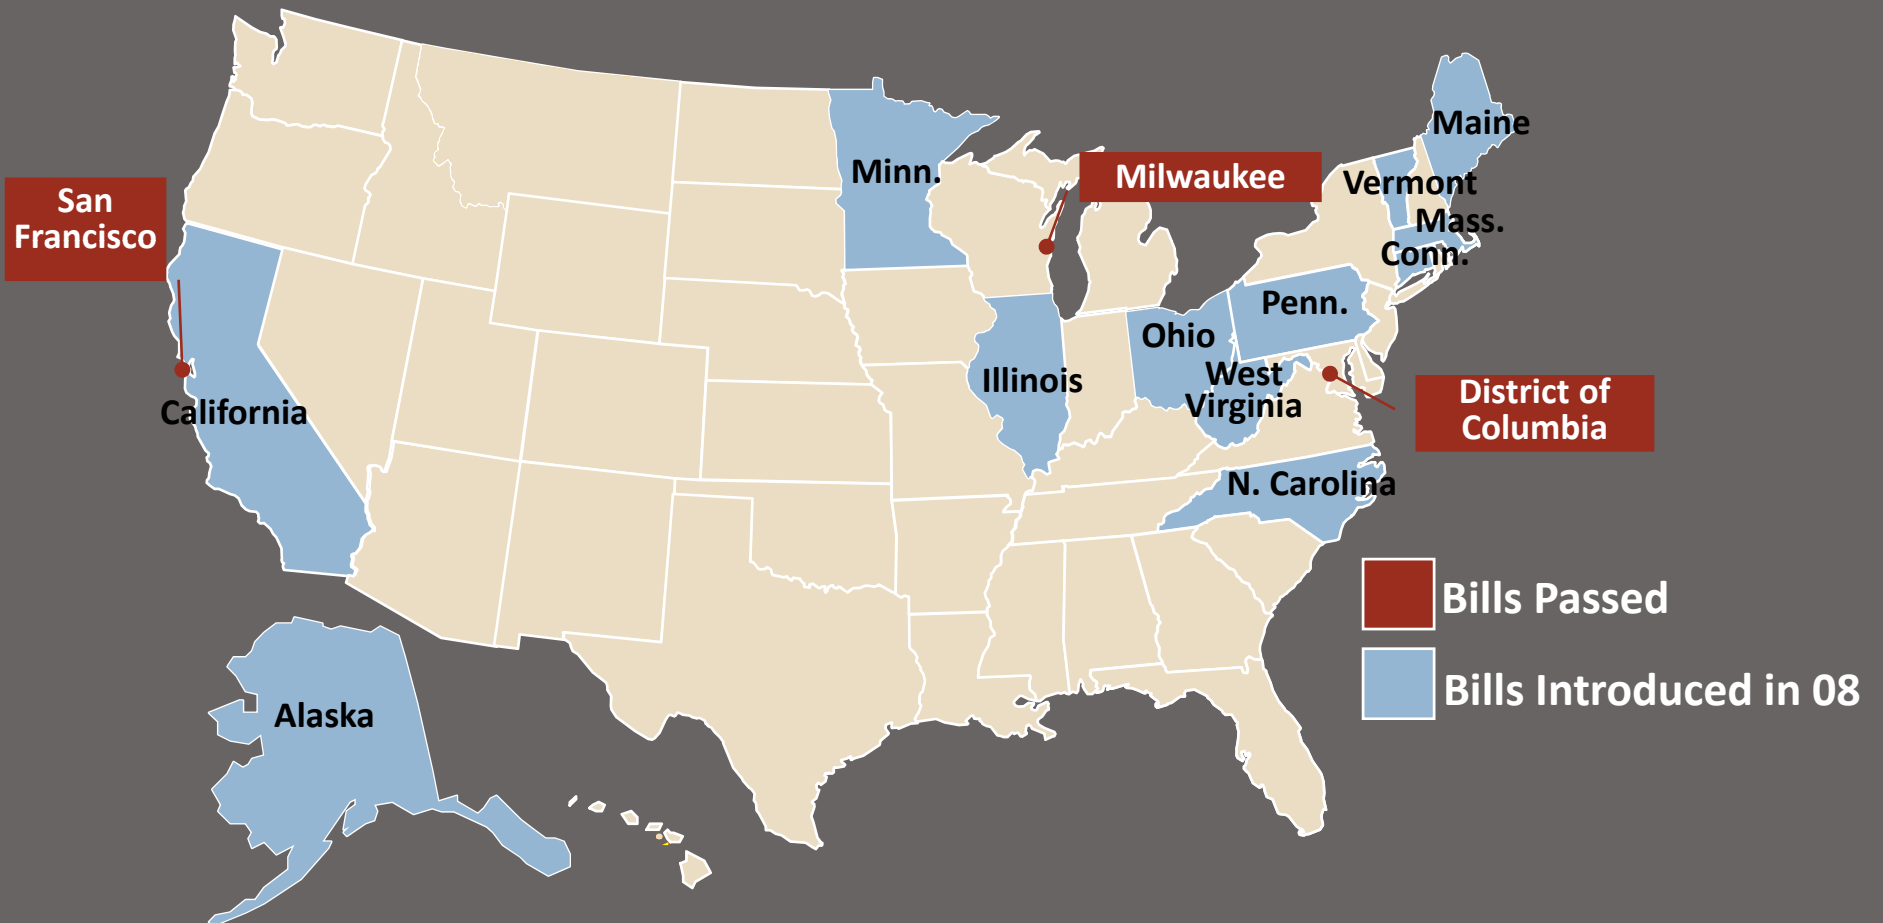 Maine
Minn.
Milwaukee
Vermont
San
Francisco
Mass.
Conn.
Penn.
Ohio
Illinois
West
Virginia
District of
Columbia
California
N. Carolina
Bills Passed
Bills Introduced in 08
Alaska